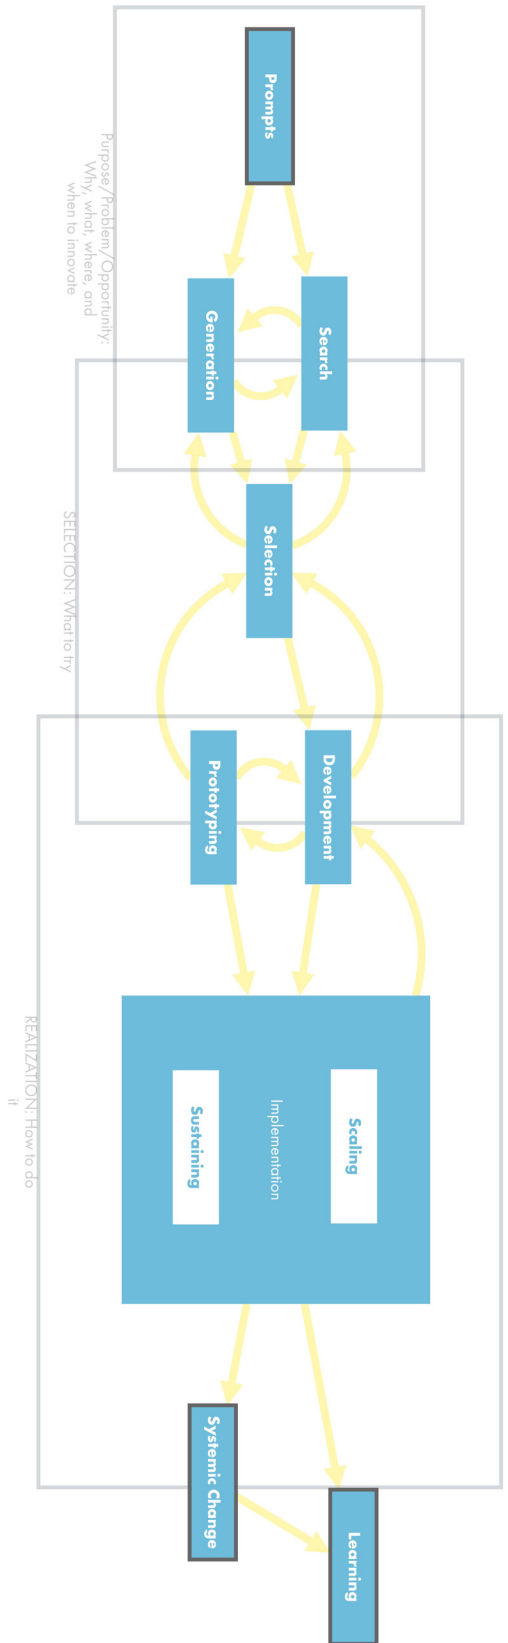 Prompts
Search
Generation
Purpose/Problem/Opportunity:
Why, what, where, and
when to innovate
Selection
SELECTION: What to try
Development
Prototyping
Scaling
Implementation
Sustaining
REALIZATION: How to do
it
Systemic Change
Learning